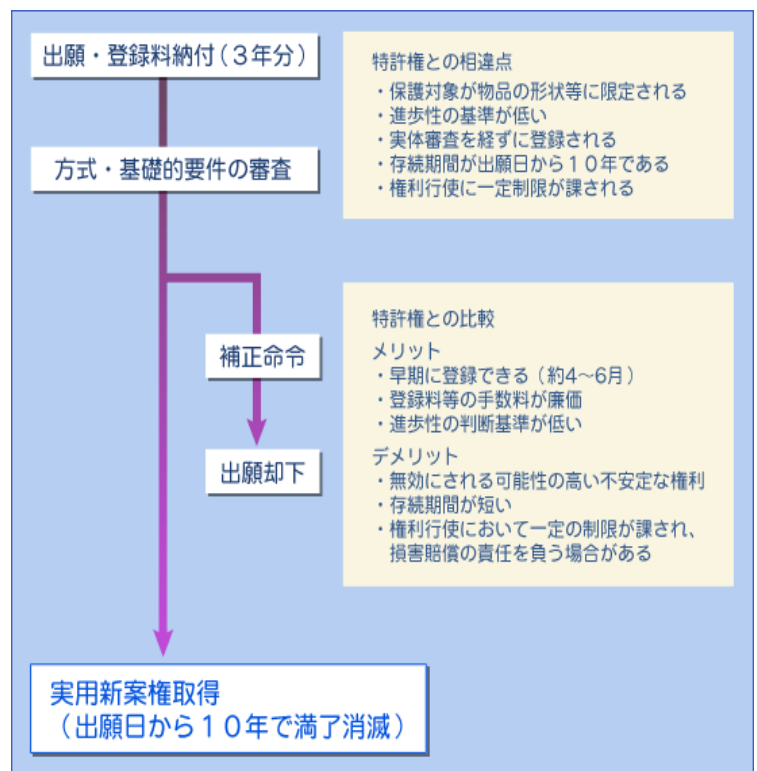 出願・登録料納付(３年分)
方式・基礎的要件の審査
補正命令
出願却下
実用新案権取得
(出願日から１０年で満了消滅)
特許権との相違点
・保護対象が物品の形状等に限定される
・進歩性の基準が低い
・実体審査を経ずに登録される
・存続期間が出願日から１０年である
・権利行使に一定制限が課される
特許権との比較
メリット
・早期に登録できる(約4〜6月)
・登録料等の手数料が廉価
・進歩性の判断基準が低い
デメリット
・無効にされる可能性の高い不安定な権利
・存続期間が短い
・権利行使において一定の制限が課され、
損害賠償の責任を負う場合がある